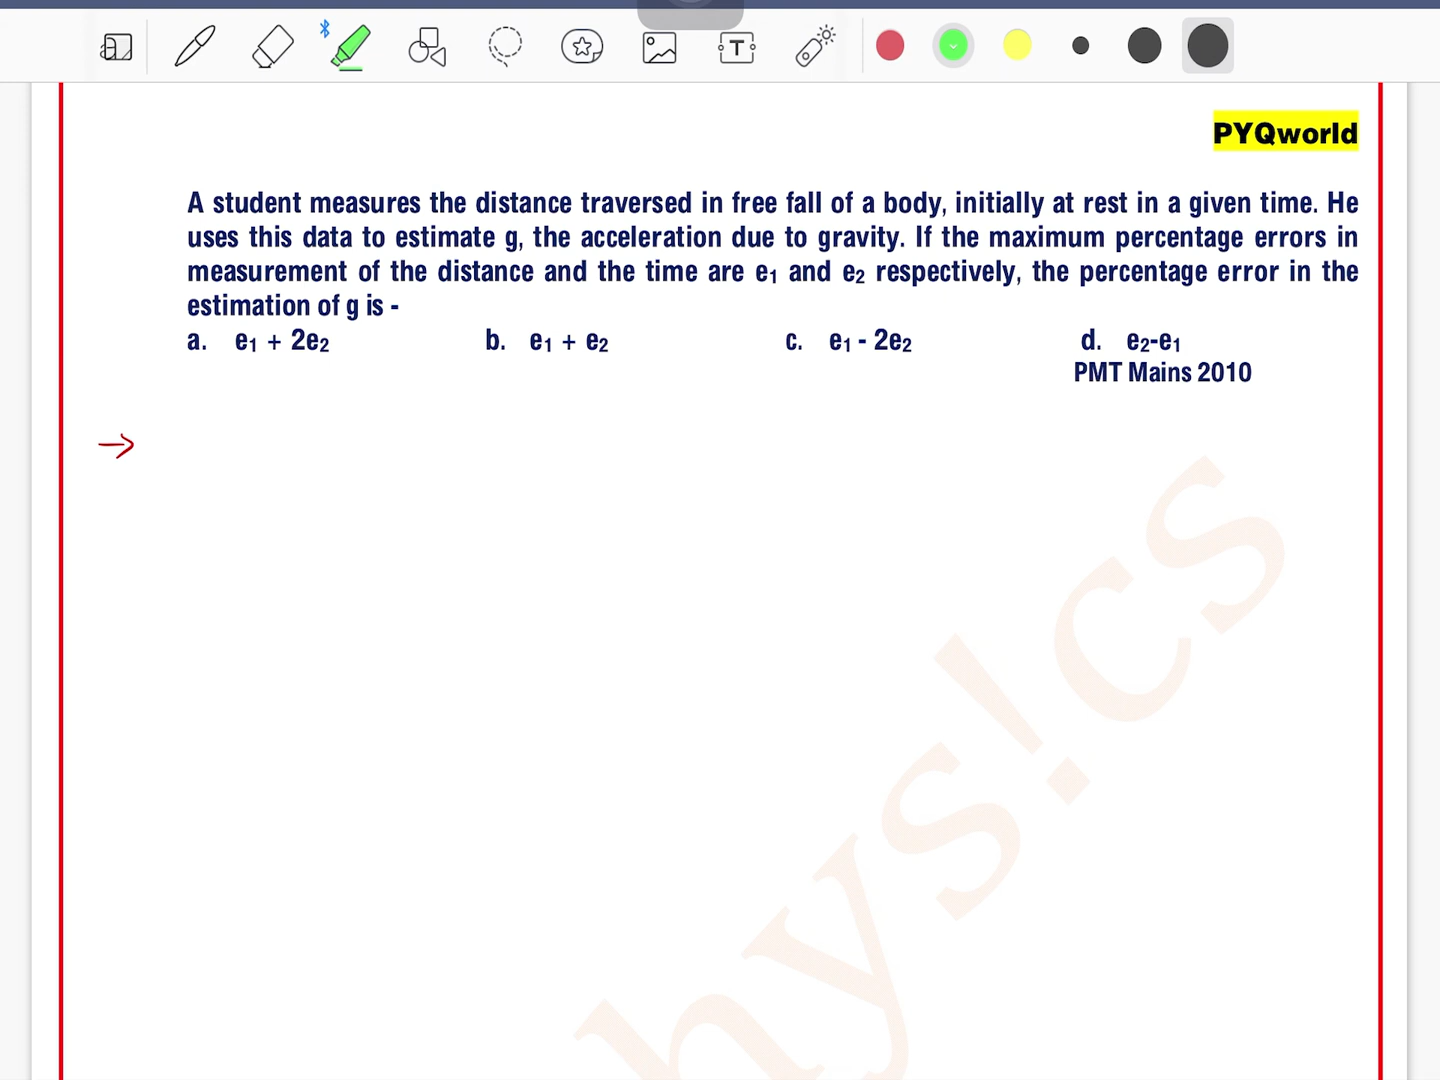 PYQworld
A student measures the distance traversed in free fall of a body, initially at rest in a given time. He
uses this data to estimate g, the acceleration due to gravity. If the maximum percentage errors in
measurement of the distance and the time are e₁ and e₂ respectively, the percentage error in the
estimation of g is -
a. e₁ + 2e₂ b. e₁ + e₂ c. e₁ - 2e₂ d. e₂-e₁
PMT Mains 2010
hys!cs